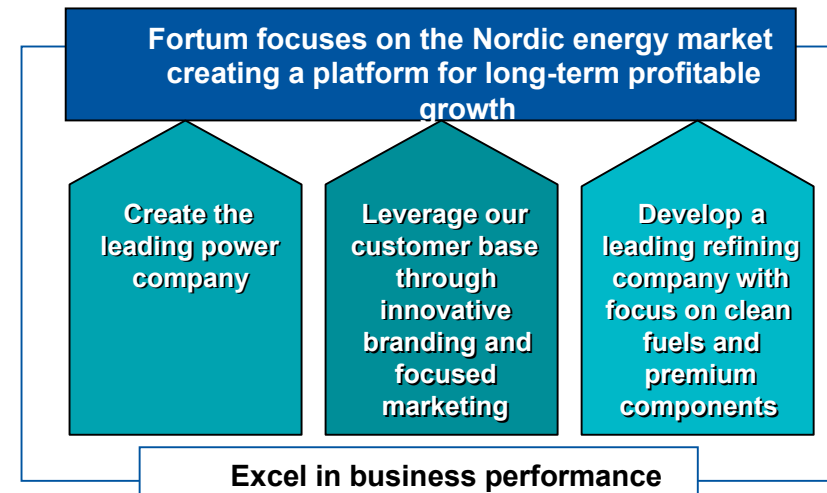 Fortum focuses on the Nordic energy market
creating a platform for long-term profitable
growth
Create the
leading power
company
Leverage our
customer base
through
innovative
branding and
focused
marketing
Develop a
leading refining
company with
focus on clean
fuels and
premium
components
Excel in business performance